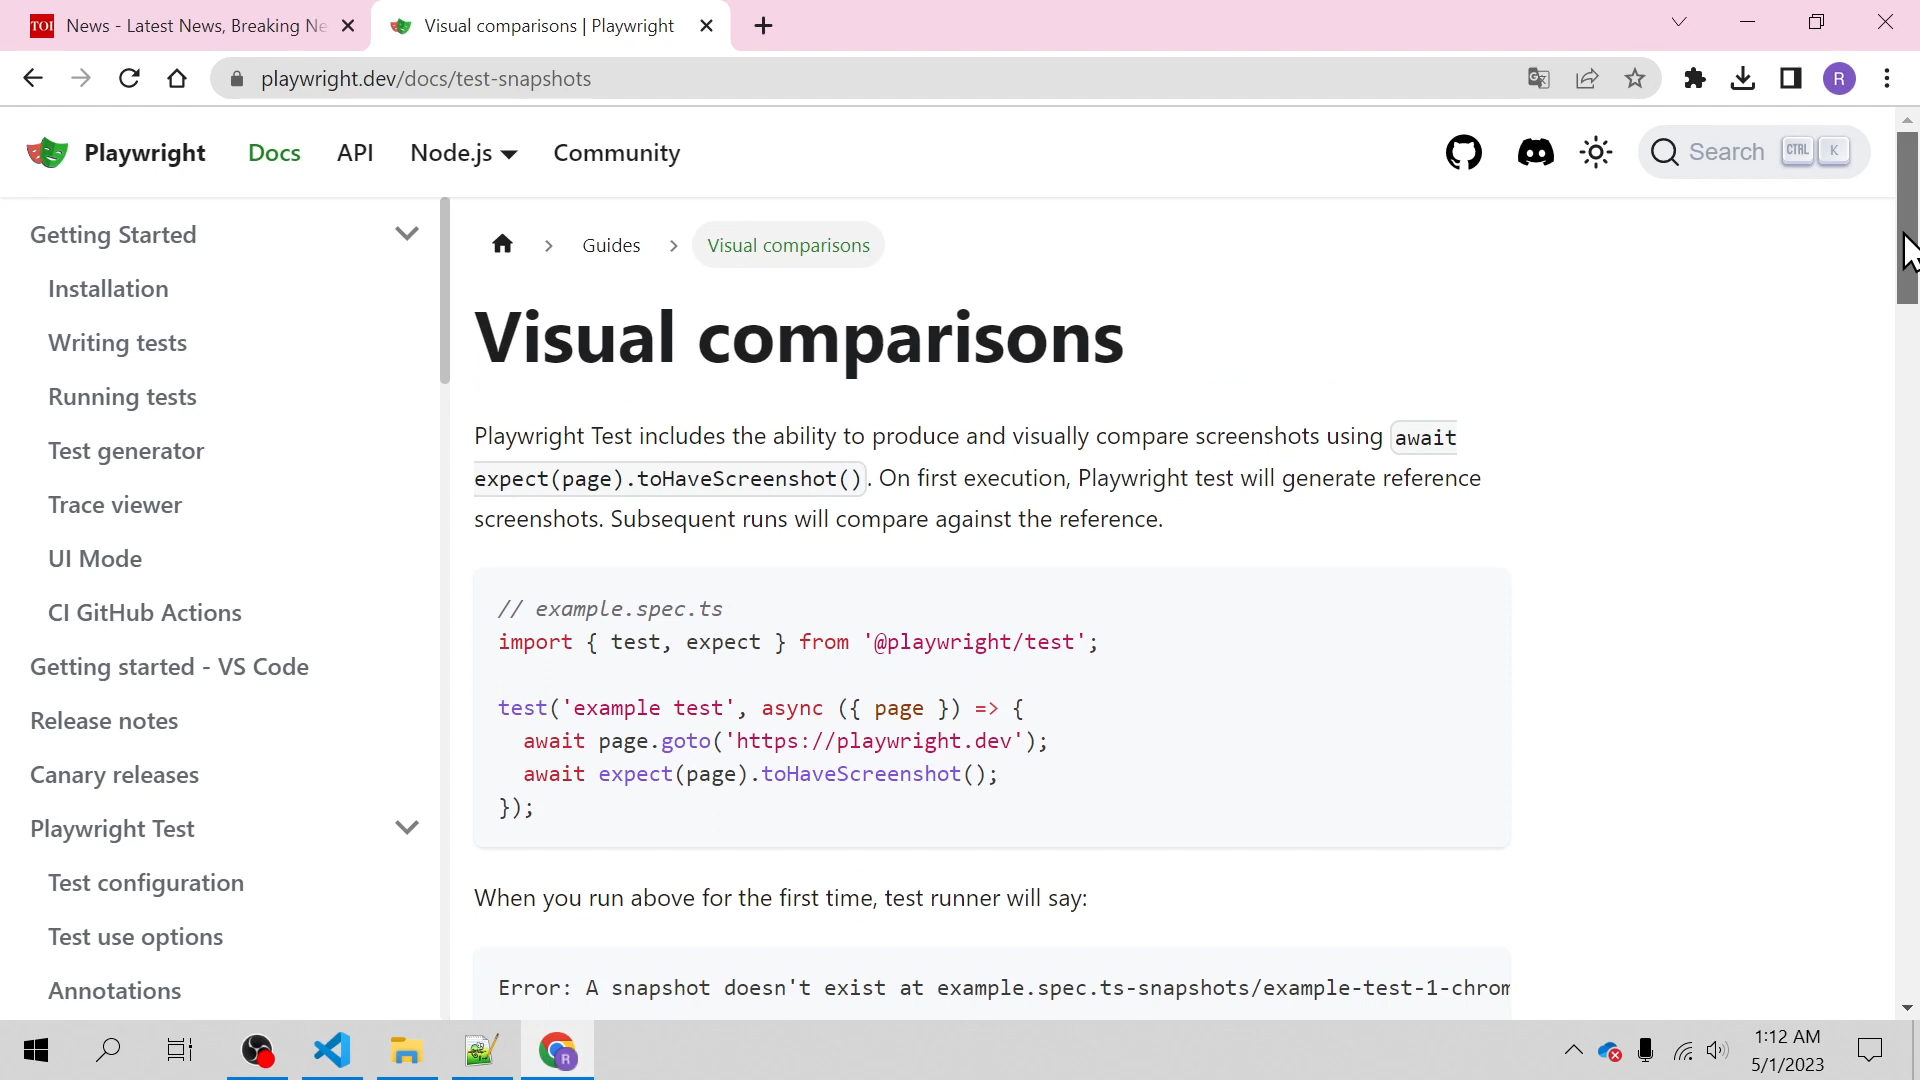 TOI News - Latest News, Breaking Ne
Visual comparisons | Playwright
playwright.dev/docs/test-snapshots
R
Playwright Docs API Node.js Community
Search CTRL K
Getting Started
Installation
Writing tests
Running tests
Test generator
Trace viewer
UI Mode
CI GitHub Actions
Getting started - VS Code
Release notes
Canary releases
Playwright Test
Test configuration
Test use options
Annotations
Guides > Visual comparisons
Visual comparisons
Playwright Test includes the ability to produce and visually compare screenshots using await
expect(page).toHaveScreenshot(). On first execution, Playwright test will generate reference
screenshots. Subsequent runs will compare against the reference.
// example.spec.ts
import { test, expect } from '@playwright/test';
test('example test', async ({ page }) => {
await page.goto('https://playwright.dev');
await expect(page).toHaveScreenshot();
});
When you run above for the first time, test runner will say:
Error: A snapshot doesn't exist at example.spec.ts-snapshots/example-test-1-chrom
R
1:12 AM
5/1/2023